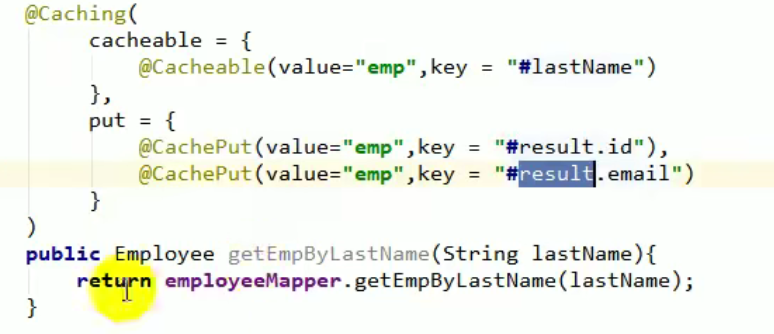 @Caching(
cacheable = {
@Cacheable(value="emp",key = "#lastName")
},
put = {
@CachePut(value="emp",key = "#result.id"),
@CachePut(value="emp",key = "#result.email")
}
)
public Employee getEmpByLastName(String lastName){
return employeeMapper.getEmpByLastName(lastName);
}